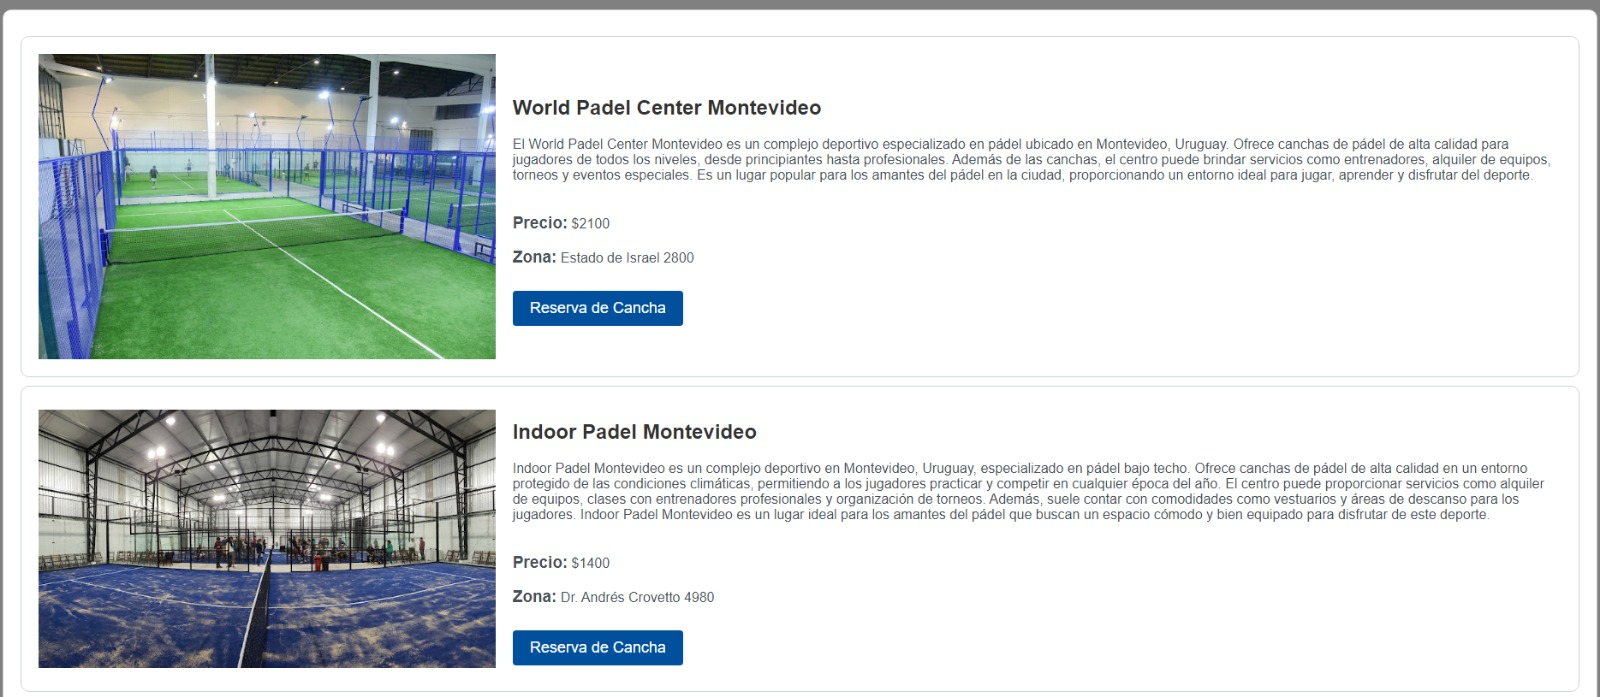 World Padel Center Montevideo
El World Padel Center Montevideo es un complejo deportivo especializado en pádel ubicado en Montevideo, Uruguay. Ofrece canchas de pádel de alta calidad para
jugadores de todos los niveles, desde principiantes hasta profesionales. Además de las canchas, el centro puede brindar servicios como entrenadores, alquiler de equipos,
torneos y eventos especiales. Es un lugar popular para los amantes del pádel en la ciudad, proporcionando un entorno ideal para jugar, aprender y disfrutar del deporte.
Precio: $2100
Zona: Estado de Israel 2800
Reserva de Cancha
Indoor Padel Montevideo
Indoor Padel Montevideo es un complejo deportivo en Montevideo, Uruguay, especializado en pádel bajo techo. Ofrece canchas de pádel de alta calidad en un entorno
protegido de las condiciones climáticas, permitiendo a los jugadores practicar y competir en cualquier época del año. El centro puede proporcionar servicios como alquiler
de equipos, clases con entrenadores profesionales y organización de torneos. Además, suele contar con comodidades como vestuarios y áreas de descanso para los
jugadores. Indoor Padel Montevideo es un lugar ideal para los amantes del pádel que buscan un espacio cómodo y bien equipado para disfrutar de este deporte.
Precio: $1400
Zona: Dr. Andrés Crovetto 4980
Reserva de Cancha